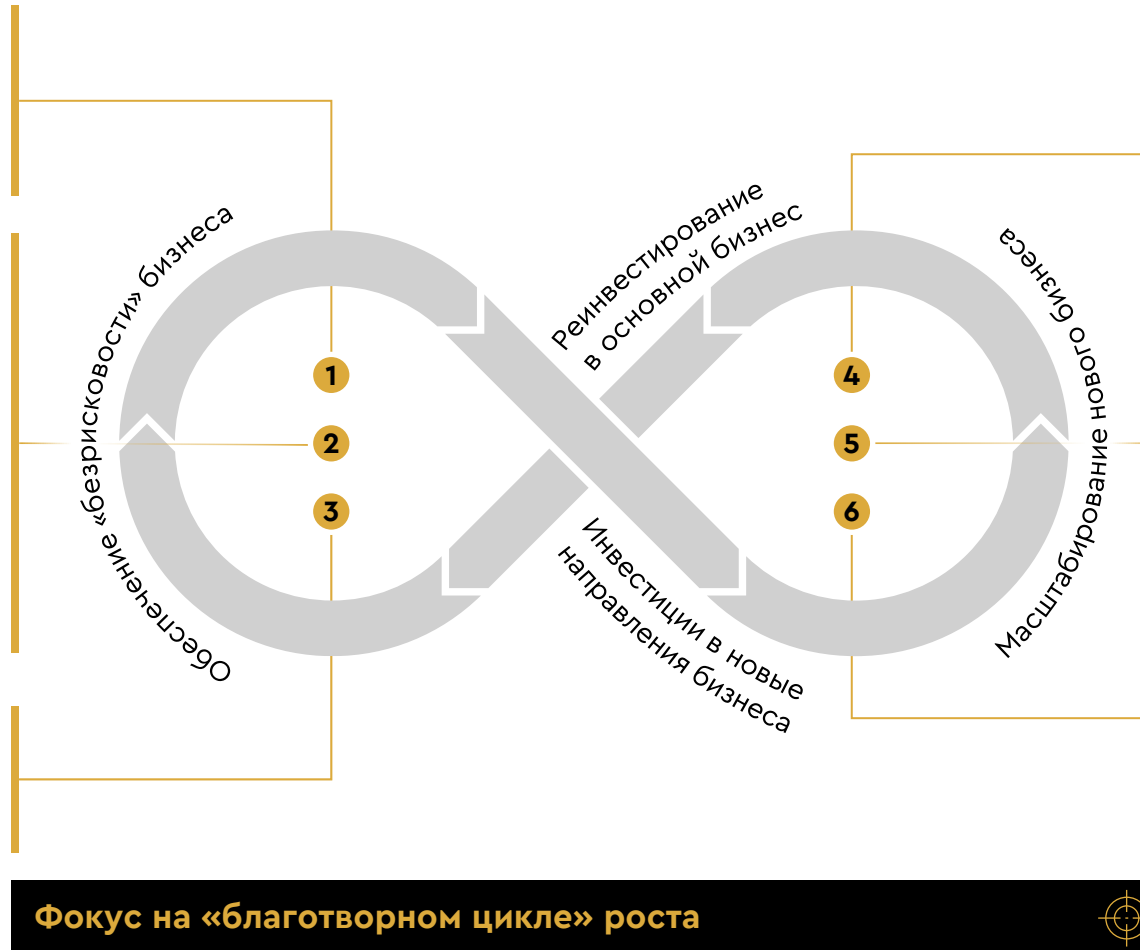 Обеспечение «безрисковости» бизнеса
1
2
3
Реинвестирование
в основной бизнес
Инвестиции в новые
направления бизнеса
4
5
6
Масштабирование нового бизнеса
Фокус на «благотворном цикле» роста